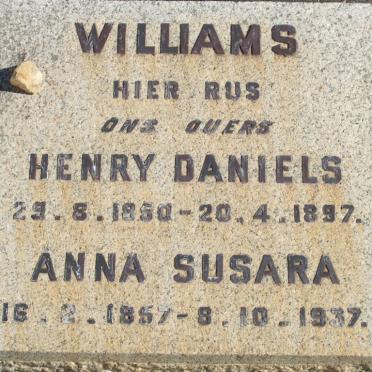 WILLIAMS
HIER RUS
ONS OUERS
HENRY DANIELS
29.8.1850-20.4.1897.
ANNA SUSARA
16.2.1857-8.10.1937.